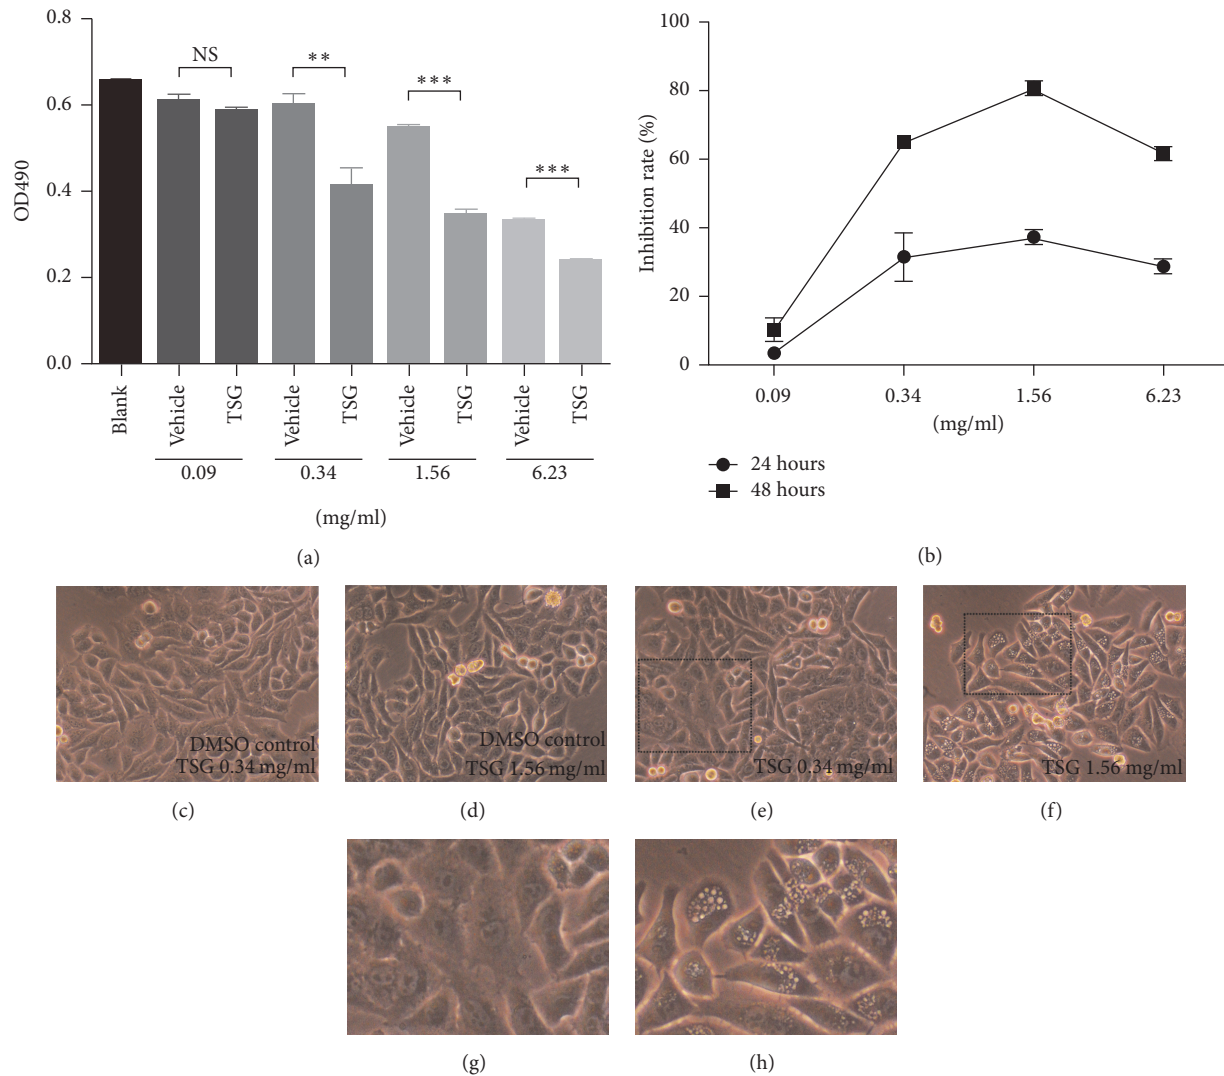 0.8
0.6
0.4
0.2
0.0
OD490
NS
**
***
***
Blank
Vehicle
TSG
Vehicle
TSG
Vehicle
TSG
Vehicle
TSG
0.09
0.34
1.56
6.23
(mg/ml)
(a)
100
80
60
40
20
0
Inhibition rate (%)
0.09
0.34
1.56
6.23
(mg/ml)
24 hours
48 hours
(b)
DMSO control
TSG 0.34 mg/ml
(c)
DMSO control
TSG 1.56 mg/ml
(d)
TSG 0.34 mg/ml
(e)
TSG 1.56 mg/ml
(f)
(g)
(h)